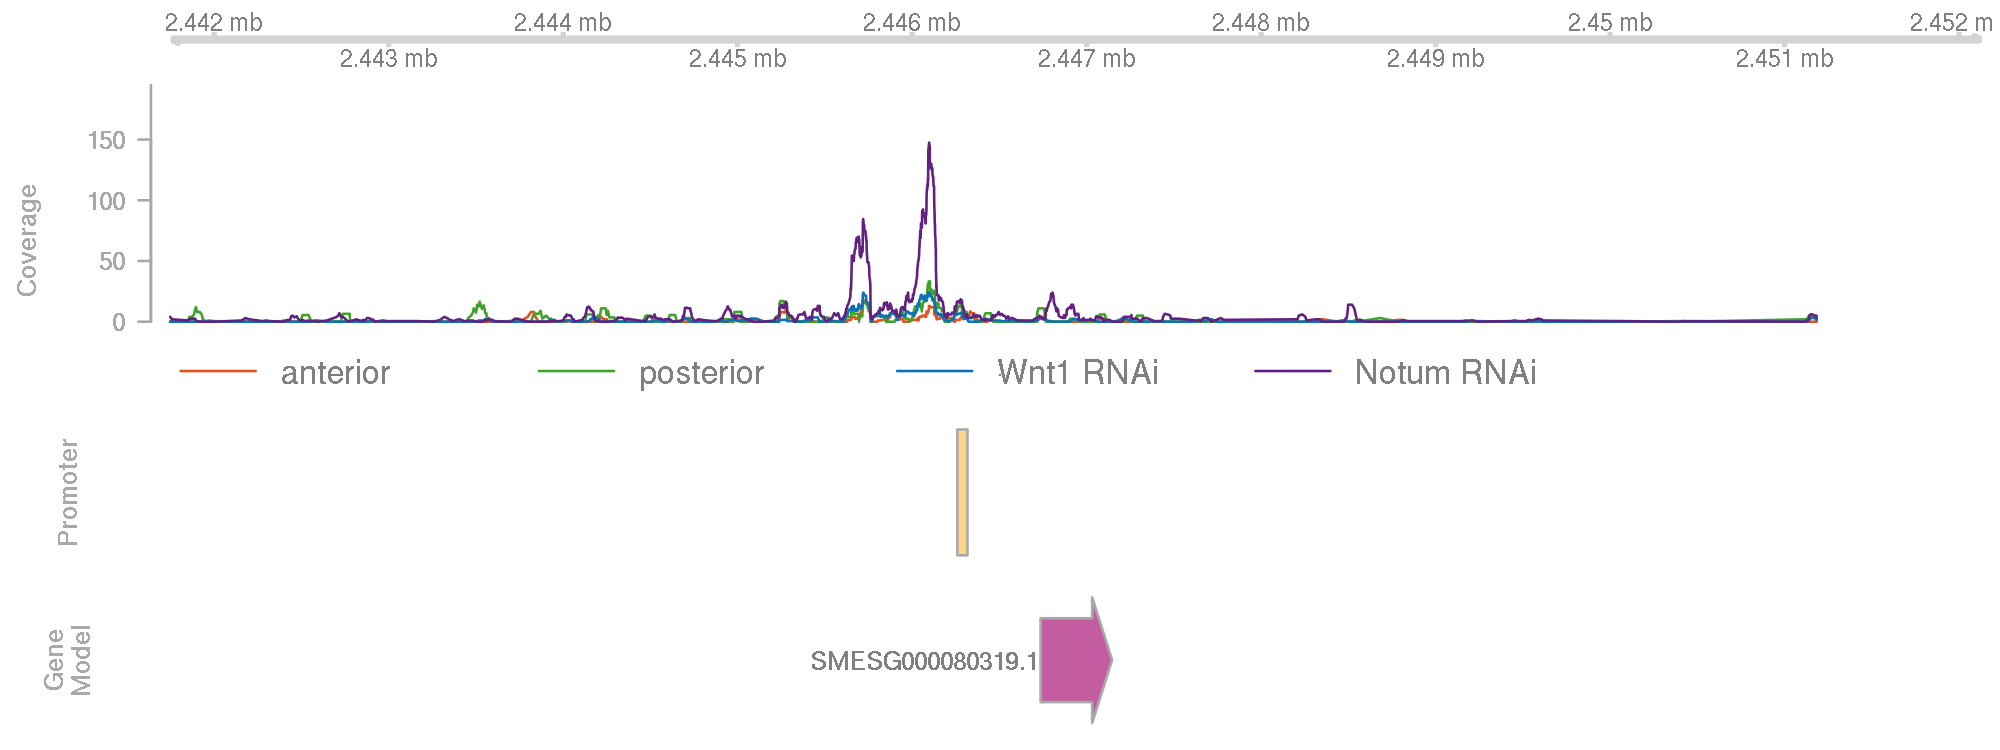 2.442 mb 2.444 mb 2.446 mb 2.448 mb 2.45 mb 2.452 m
2.443 mb 2.445 mb 2.447 mb 2.449 mb 2.451 mb
Coverage
150
100
50
0
anterior posterior Wnt1 RNAi Notum RNAi
Promoter
Gene
Model
SMESG000080319.1